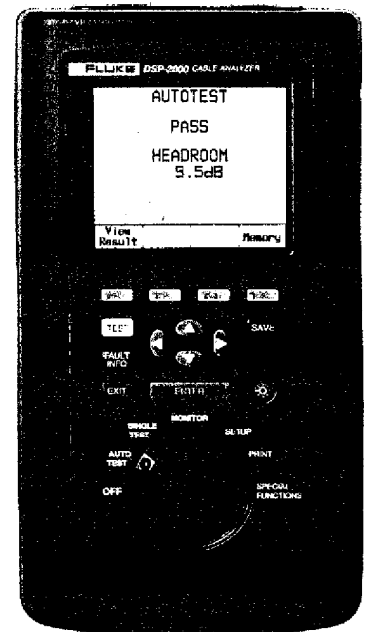 FLUKE DSP-2000 CABLE ANALYZER
AUTOTEST
PASS
HEADROOM
9.5dB
View Result
Memory
TEST
SAVE
FAULT INFO
EXIT
ENTER
MONITOR
SINGLE TEST
SETUP
AUTO TEST
PRINT
OFF
SPECIAL FUNCTIONS